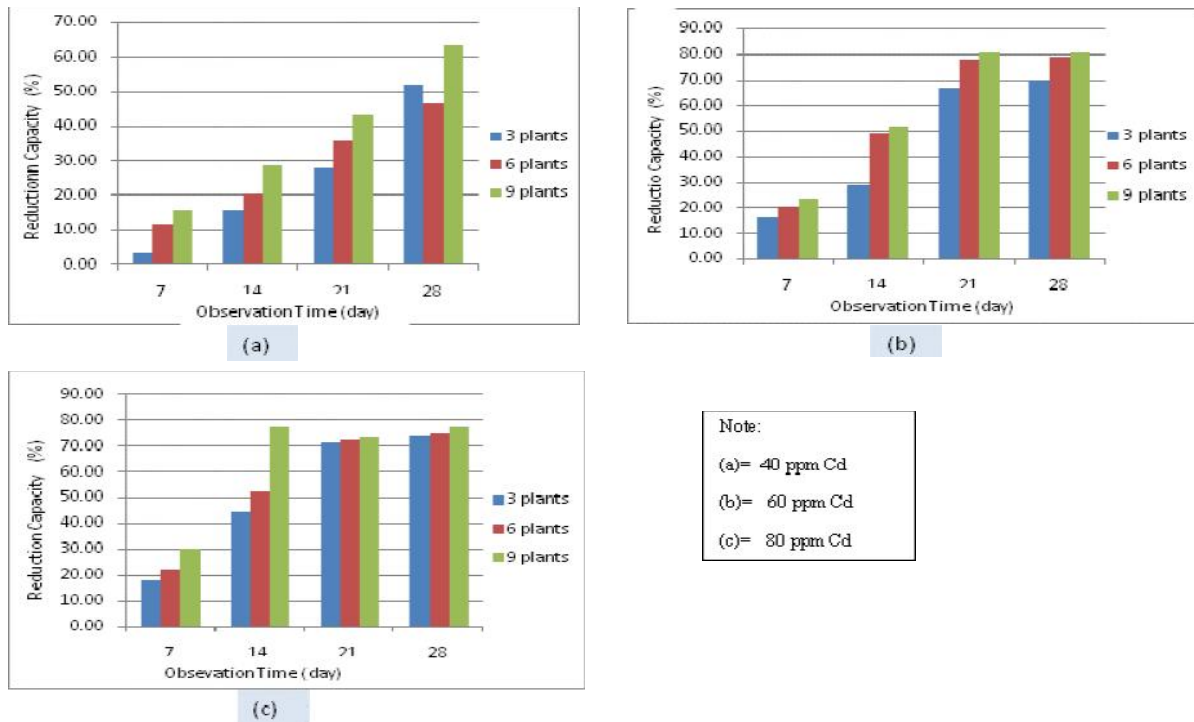 70.00
60.00
50.00
40.00
30.00
20.00
10.00
0.00
Reductionn Capacity (%)
7 14 21 28
Observation Time (day)
3 plants
6 plants
9 plants
(a)
90.00
80.00
70.00
60.00
50.00
40.00
30.00
20.00
10.00
0.00
Reductio Capacity (%)
7 14 21 28
Observation Time (day)
3 plants
6 plants
9 plants
(b)
90.00
80.00
70.00
60.00
50.00
40.00
30.00
20.00
10.00
0.00
Reduction Capacity (%)
7 14 21 28
Obsevation Time (day)
3 plants
6 plants
9 plants
(c)
Note:
(a)= 40 ppm Cd
(b)= 60 ppm Cd
(c)= 80 ppm Cd